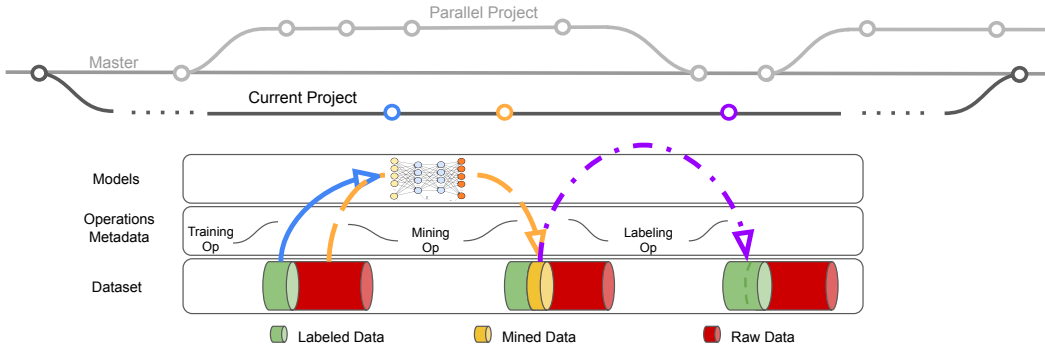 Parallel Project
Master
Current Project
Models
Operations
Metadata
Training
Op
Mining
Op
Labeling
Op
Dataset
Labeled Data
Mined Data
Raw Data